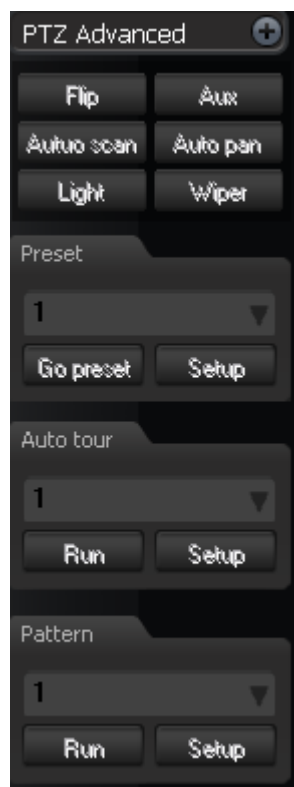 PTZ Advanced
Flip Aux
Autuo scan Auto pan
Light Wiper
Preset
1
Go preset Setup
Auto tour
1
Run Setup
Pattern
1
Run Setup